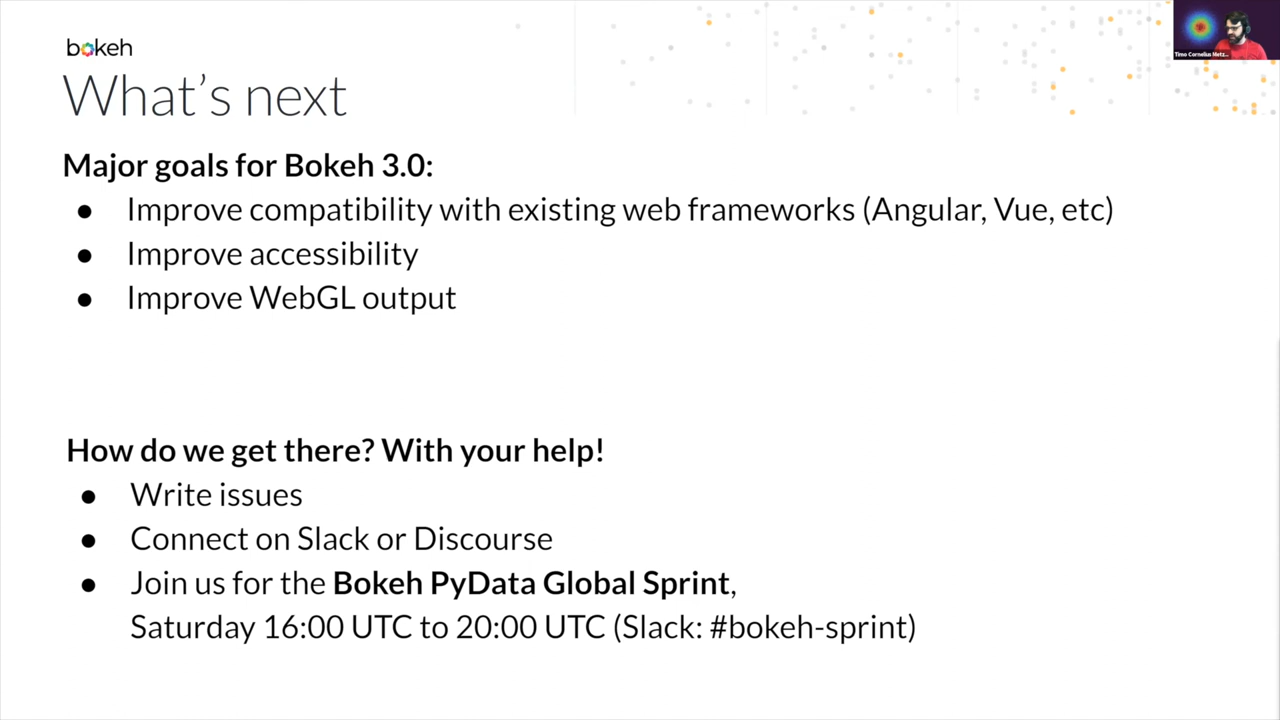 bokeh
Timo Cornelius Metz...
What's next
Major goals for Bokeh 3.0:
● Improve compatibility with existing web frameworks (Angular, Vue, etc)
● Improve accessibility
● Improve WebGL output
How do we get there? With your help!
● Write issues
● Connect on Slack or Discourse
● Join us for the Bokeh PyData Global Sprint,
Saturday 16:00 UTC to 20:00 UTC (Slack: #bokeh-sprint)